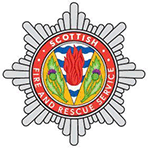 SCOTTISH
FIRE AND RESCUE SERVICE